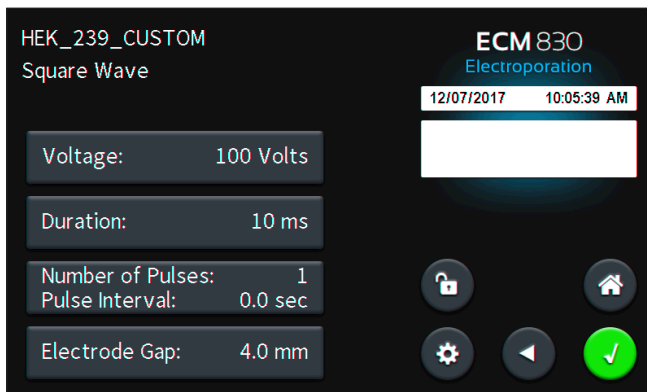 HEK_239_CUSTOM
Square Wave
ECM 830
Electroporation
12/07/2017 10:05:39 AM
Voltage: 100 Volts
Duration: 10 ms
Number of Pulses: 1
Pulse Interval: 0.0 sec
Electrode Gap: 4.0 mm